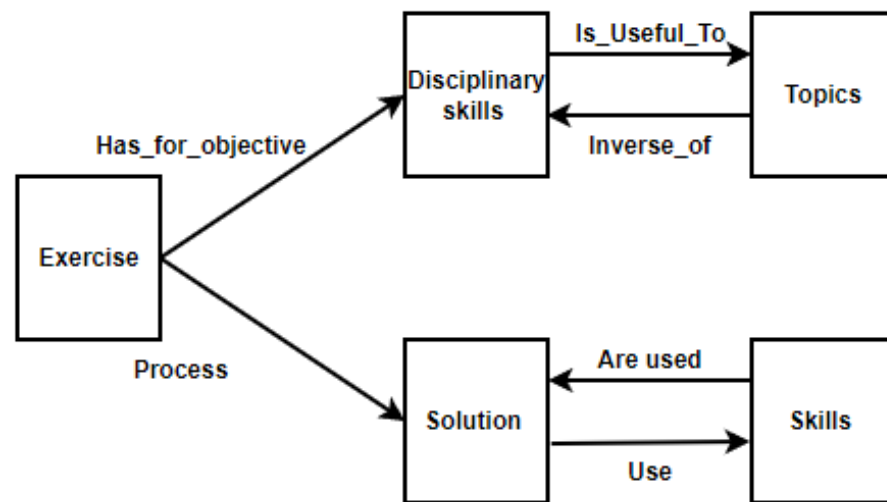 Is_Useful_To
Disciplinary
skills
Topics
Has_for_objective
Inverse_of
Exercise
Process
Are used
Solution
Skills
Use